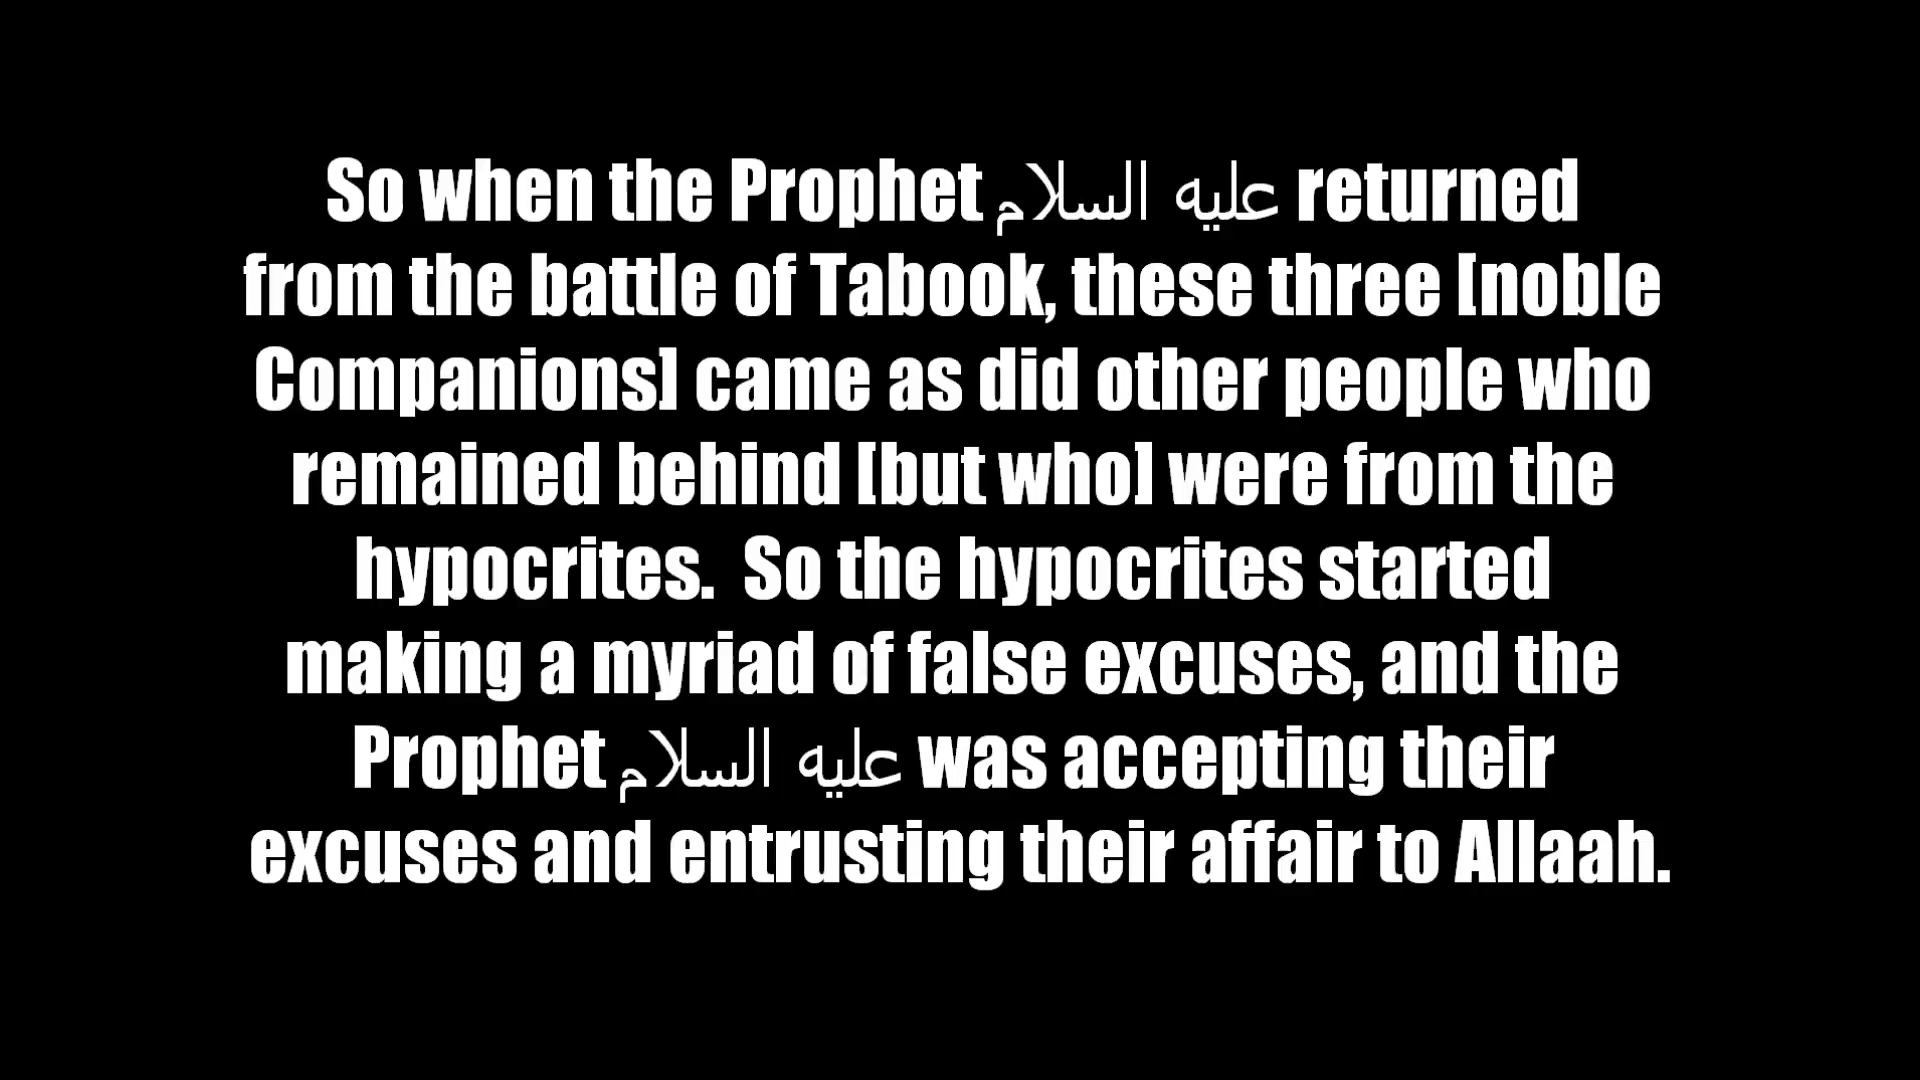 So when the Prophet عليه السلام returned
from the battle of Tabook, these three [noble
Companions] came as did other people who
remained behind [but who] were from the
hypocrites.  So the hypocrites started
making a myriad of false excuses, and the
Prophet عليه السلام was accepting their
excuses and entrusting their affair to Allaah.